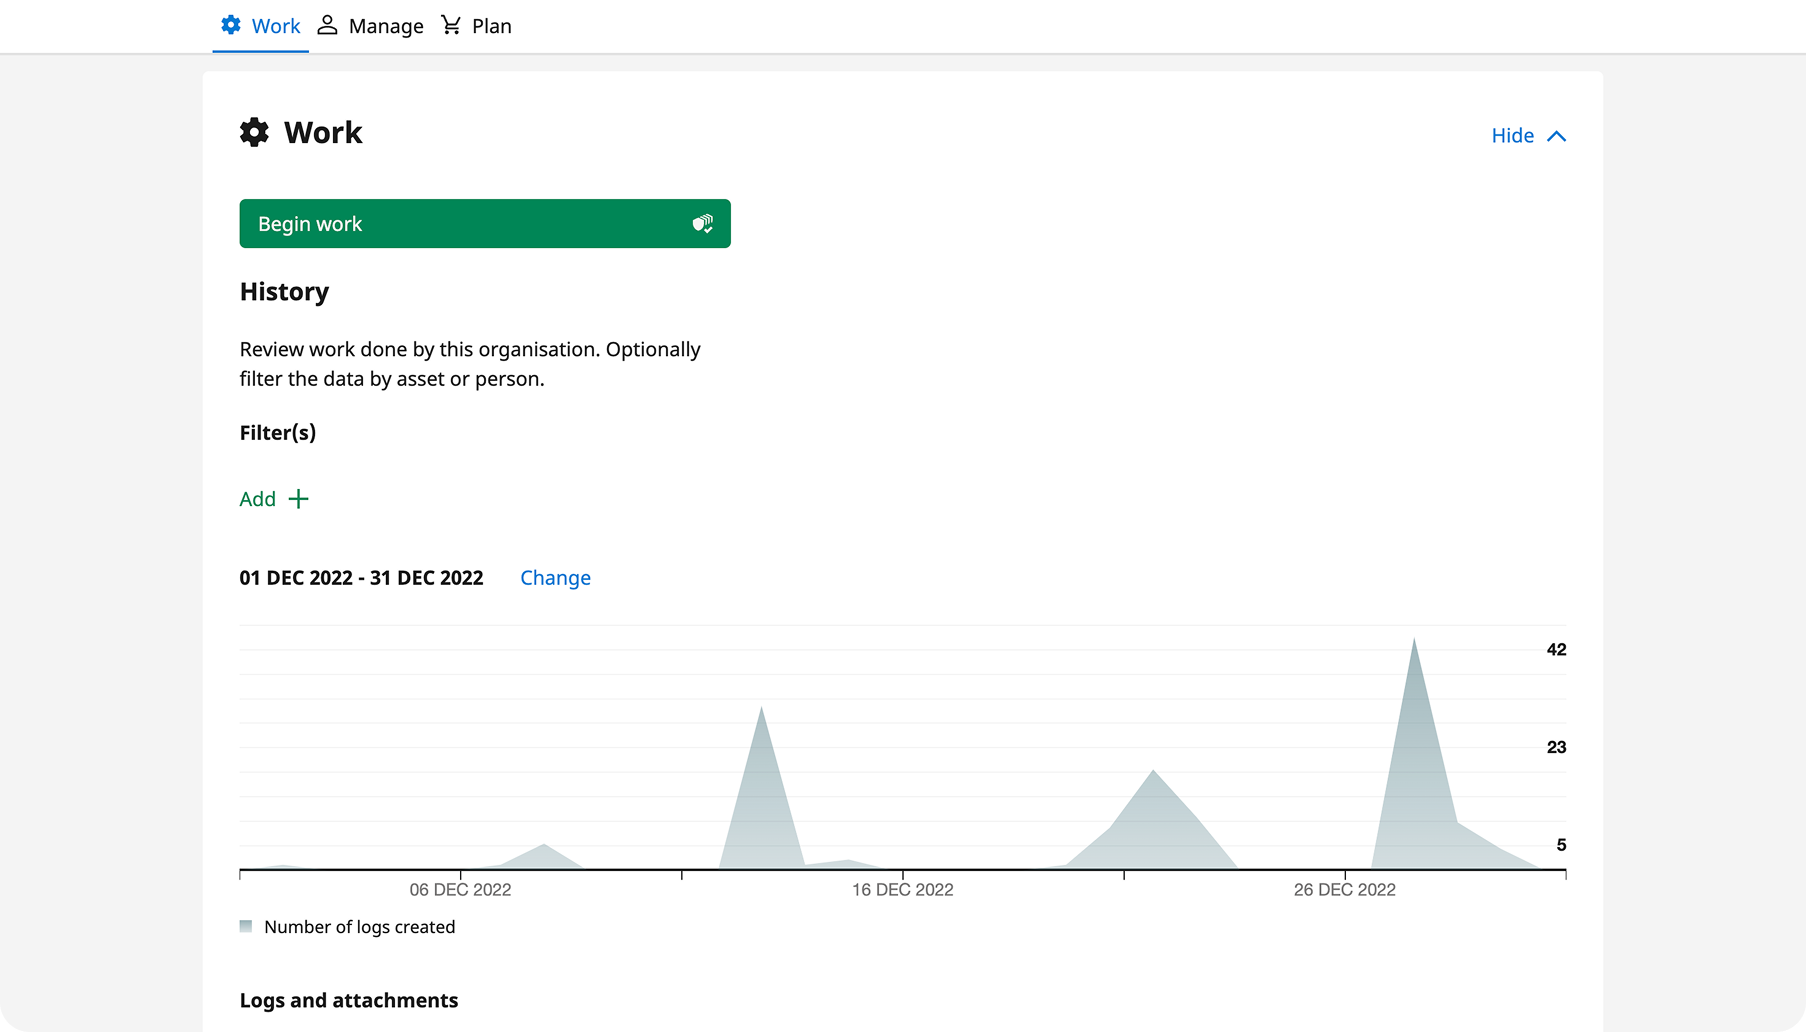 Work Manage Plan
Work
Hide
Begin work
History
Review work done by this organisation. Optionally
filter the data by asset or person.
Filter(s)
Add
01 DEC 2022 - 31 DEC 2022 Change
42
23
5
06 DEC 2022 16 DEC 2022 26 DEC 2022
Number of logs created
Logs and attachments